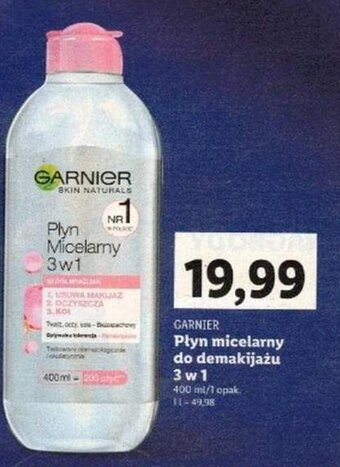 GARNIER
SKIN NATURALS
NR 1
W POLSCE
Płyn
Micelarny
3 w 1
SKÓRA WRAŻLIWA
1. USUWA MAKIJAŻ
2. OCZYSZCZA
3. KOI
Twarz, oczy, usta - Bezzapachowy
400 ml = 200 użyć*
19,99
GARNIER
Płyn micelarny
do demakijażu
3 w 1
400 ml/1 opak.
1 l - 49,98